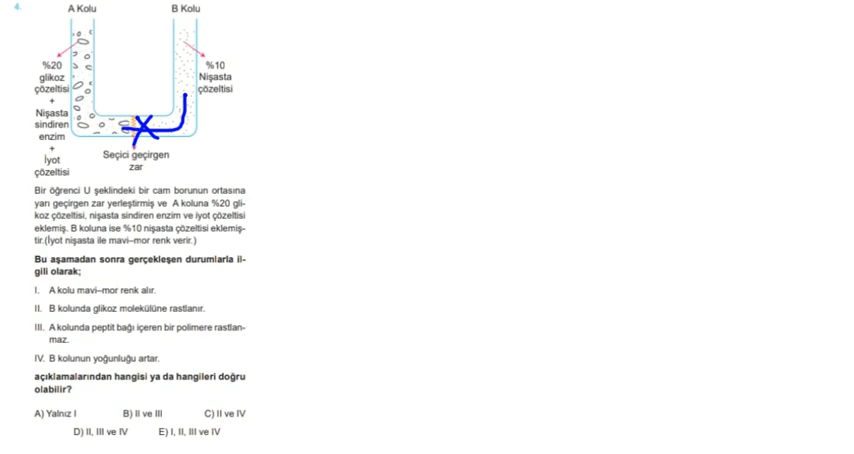 4.
A Kolu
B Kolu
%20
glikoz
çözeltisi
+
Nişasta
sindiren
enzim
+
İyot
çözeltisi
%10
Nişasta
çözeltisi
Seçici geçirgen
zar
Bir öğrenci U şeklindeki bir cam borunun ortasına
yarı geçirgen zar yerleştirmiş ve A koluna %20 gli-
koz çözeltisi, nişasta sindiren enzim ve iyot çözeltisi
eklemiş. B koluna ise %10 nişasta çözeltisi eklemiş-
tir.(İyot nişasta ile mavi–mor renk verir.)
Bu aşamadan sonra gerçekleşen durumlarla il-
gili olarak;
I. A kolu mavi–mor renk alır.
II. B kolunda glikoz molekülüne rastlanır.
III. A kolunda peptit bağı içeren bir polimere rastlan-
maz.
IV. B kolunun yoğunluğu artar.
açıklamalarından hangisi ya da hangileri doğru
olabilir?
A) Yalnız I B) II ve III C) II ve IV
D) II, III ve IV E) I, II, III ve IV